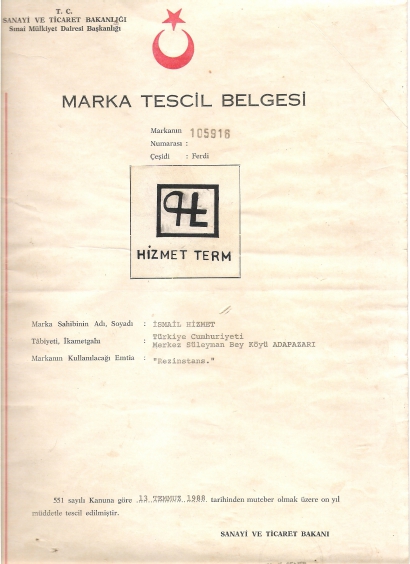 T. C.
SANAYİ VE TİCARET BAKANLIĞI
Sınai Mülkiyet Dairesi Başkanlığı
MARKA TESCİL BELGESİ
Markanın 105916
Numarası :
Çeşidi : Ferdi
HİZMET TERM
Marka Sahibinin Adı, Soyadı : İSMAİL HİZMET
Tâbiyeti, İkametgahı : Türkiye Cumhuriyeti
Merkez Süleyman Bey Köyü ADAPAZARI
Markanın Kullanılacağı Emtia : "Rezinstans."
551 sayılı Kanuna göre 13 TEMMUZ 1988 tarihinden muteber olmak üzere on yıl
müddetle tescil edilmiştir.
SANAYİ VE TİCARET BAKANI